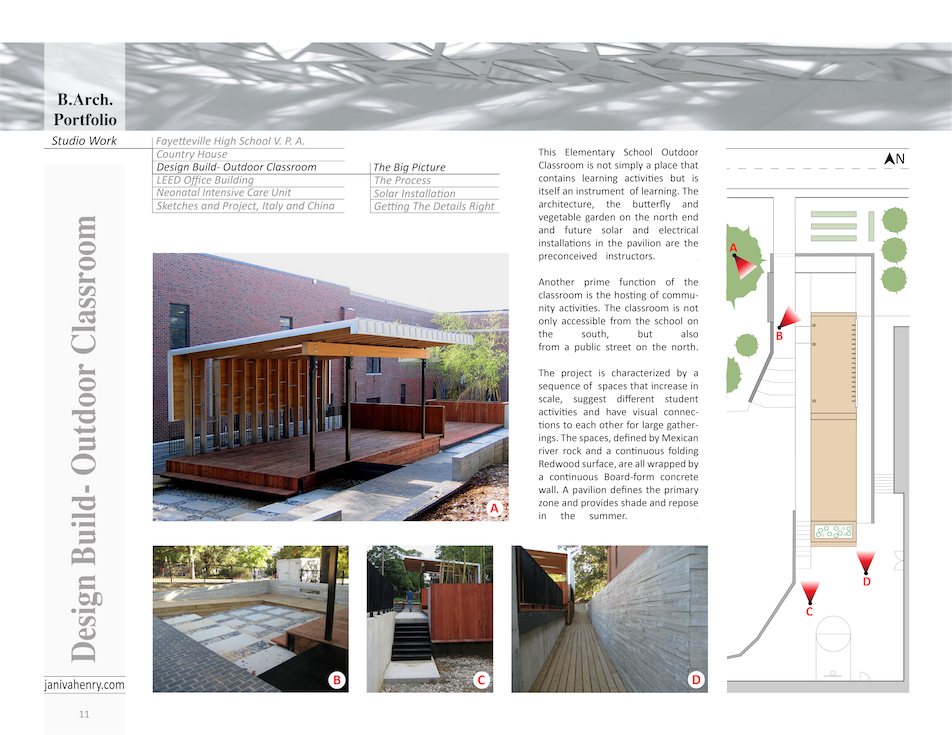 B.Arch.
Portfolio
Studio Work
Fayetteville High School V. P. A.
Country House
Design Build- Outdoor Classroom
LEED Office Building
Neonatal Intensive Care Unit
Sketches and Project, Italy and China
The Big Picture
The Process
Solar Installation
Getting The Details Right
Design Build- Outdoor Classroom
This Elementary School Outdoor
Classroom is not simply a place that
contains learning activities but is
itself an instrument of learning. The
architecture, the butterfly and
vegetable garden on the north end
and future solar and electrical
installations in the pavilion are the
preconceived instructors.
Another prime function of the
classroom is the hosting of commu-
nity activities. The classroom is not
only accessible from the school on
the south, but also
from a public street on the north.
The project is characterized by a
sequence of spaces that increase in
scale, suggest different student
activities and have visual connec-
tions to each other for large gather-
ings. The spaces, defined by Mexican
river rock and a continuous folding
Redwood surface, are all wrapped by
a continuous Board-form concrete
wall. A pavilion defines the primary
zone and provides shade and repose
in the summer.
N
A
B
D
C
A
B
C
D
janivahenry.com
11